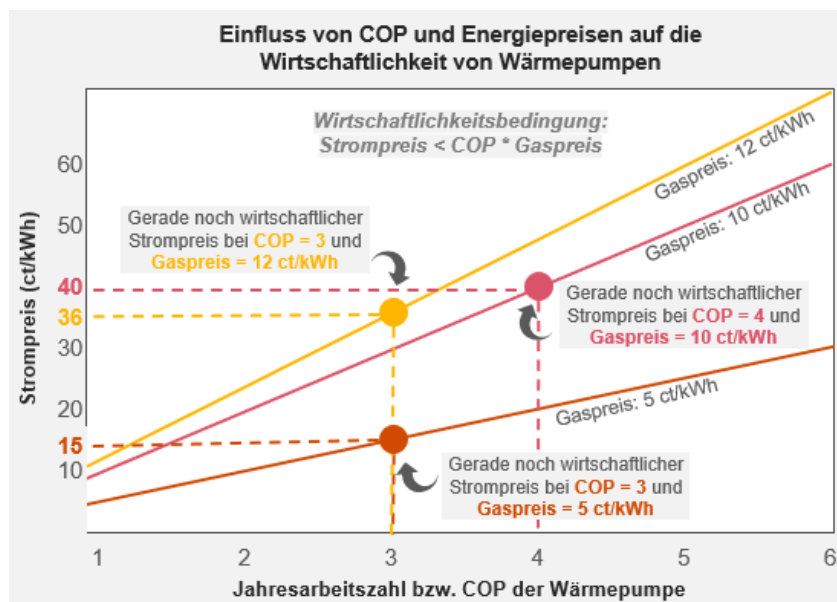 Einfluss von COP und Energiepreisen auf die
Wirtschaftlichkeit von Wärmepumpen
Wirtschaftlichkeitsbedingung:
Strompreis < COP * Gaspreis
Gaspreis: 12 ct/kWh
Gaspreis: 10 ct/kWh
Gaspreis: 5 ct/kWh
Gerade noch wirtschaftlicher
Strompreis bei COP = 3 und
Gaspreis = 12 ct/kWh
Gerade noch wirtschaftlicher
Strompreis bei COP = 4 und
Gaspreis = 10 ct/kWh
Gerade noch wirtschaftlicher
Strompreis bei COP = 3 und
Gaspreis = 5 ct/kWh
Strompreis (ct/kWh)
60
50
40
36
30
20
15
10
1 2 3 4 5 6
Jahresarbeitszahl bzw. COP der Wärmepumpe